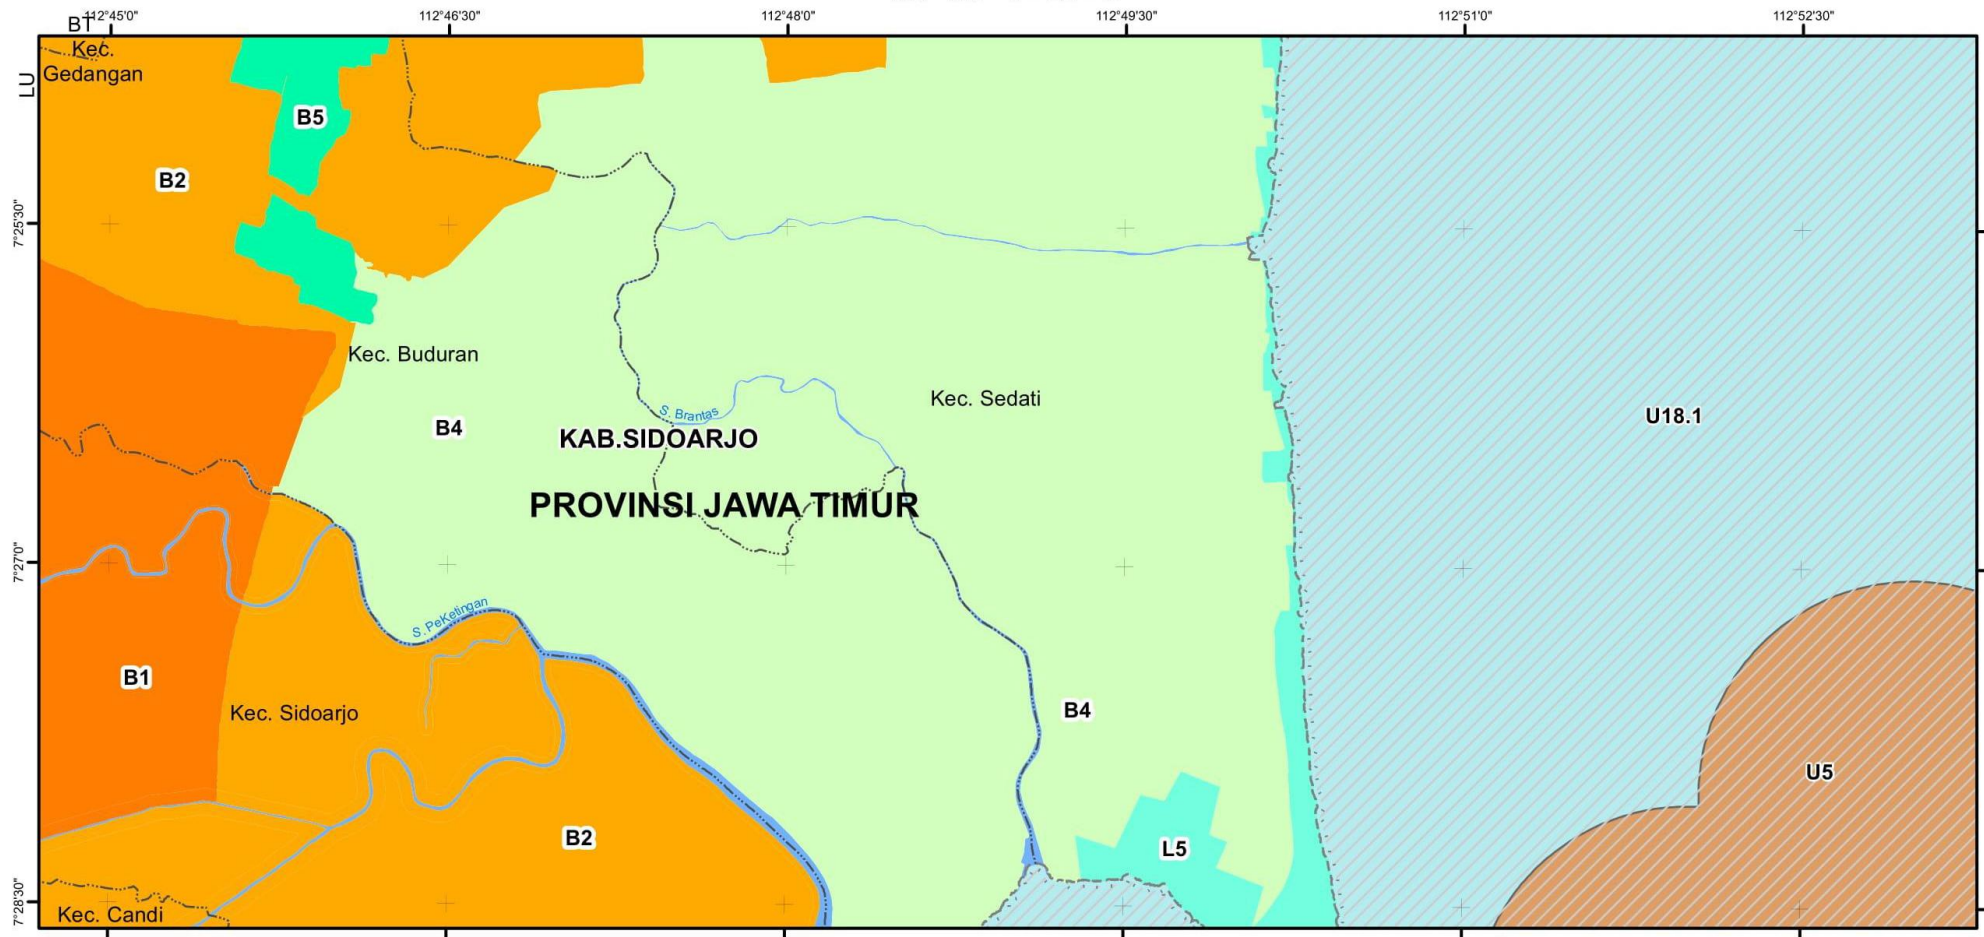 112°45'0"
112°46'30"
112°48'0"
112°49'30"
112°51'0"
112°52'30"
BT
LU
Kec.
Gedangan
B5
B2
7°25'30"
Kec. Buduran
Kec. Sedati
S. Brantas
U18.1
B4
KAB.SIDOARJO
PROVINSI JAWA TIMUR
7°27'0"
S. PeKetingan
B1
Kec. Sidoarjo
B4
U5
B2
L5
7°28'30"
Kec. Candi